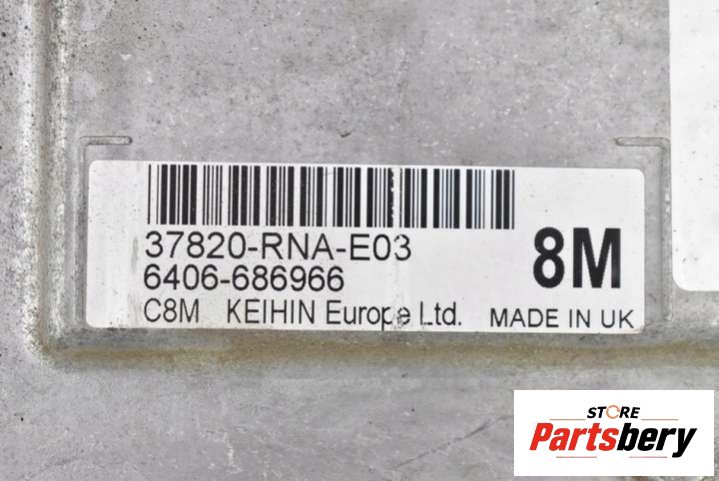 37820-RNA-E03
6406-686966
C8M KEIHIN Europe Ltd.
8M
MADE IN UK
STORE
Partsbery